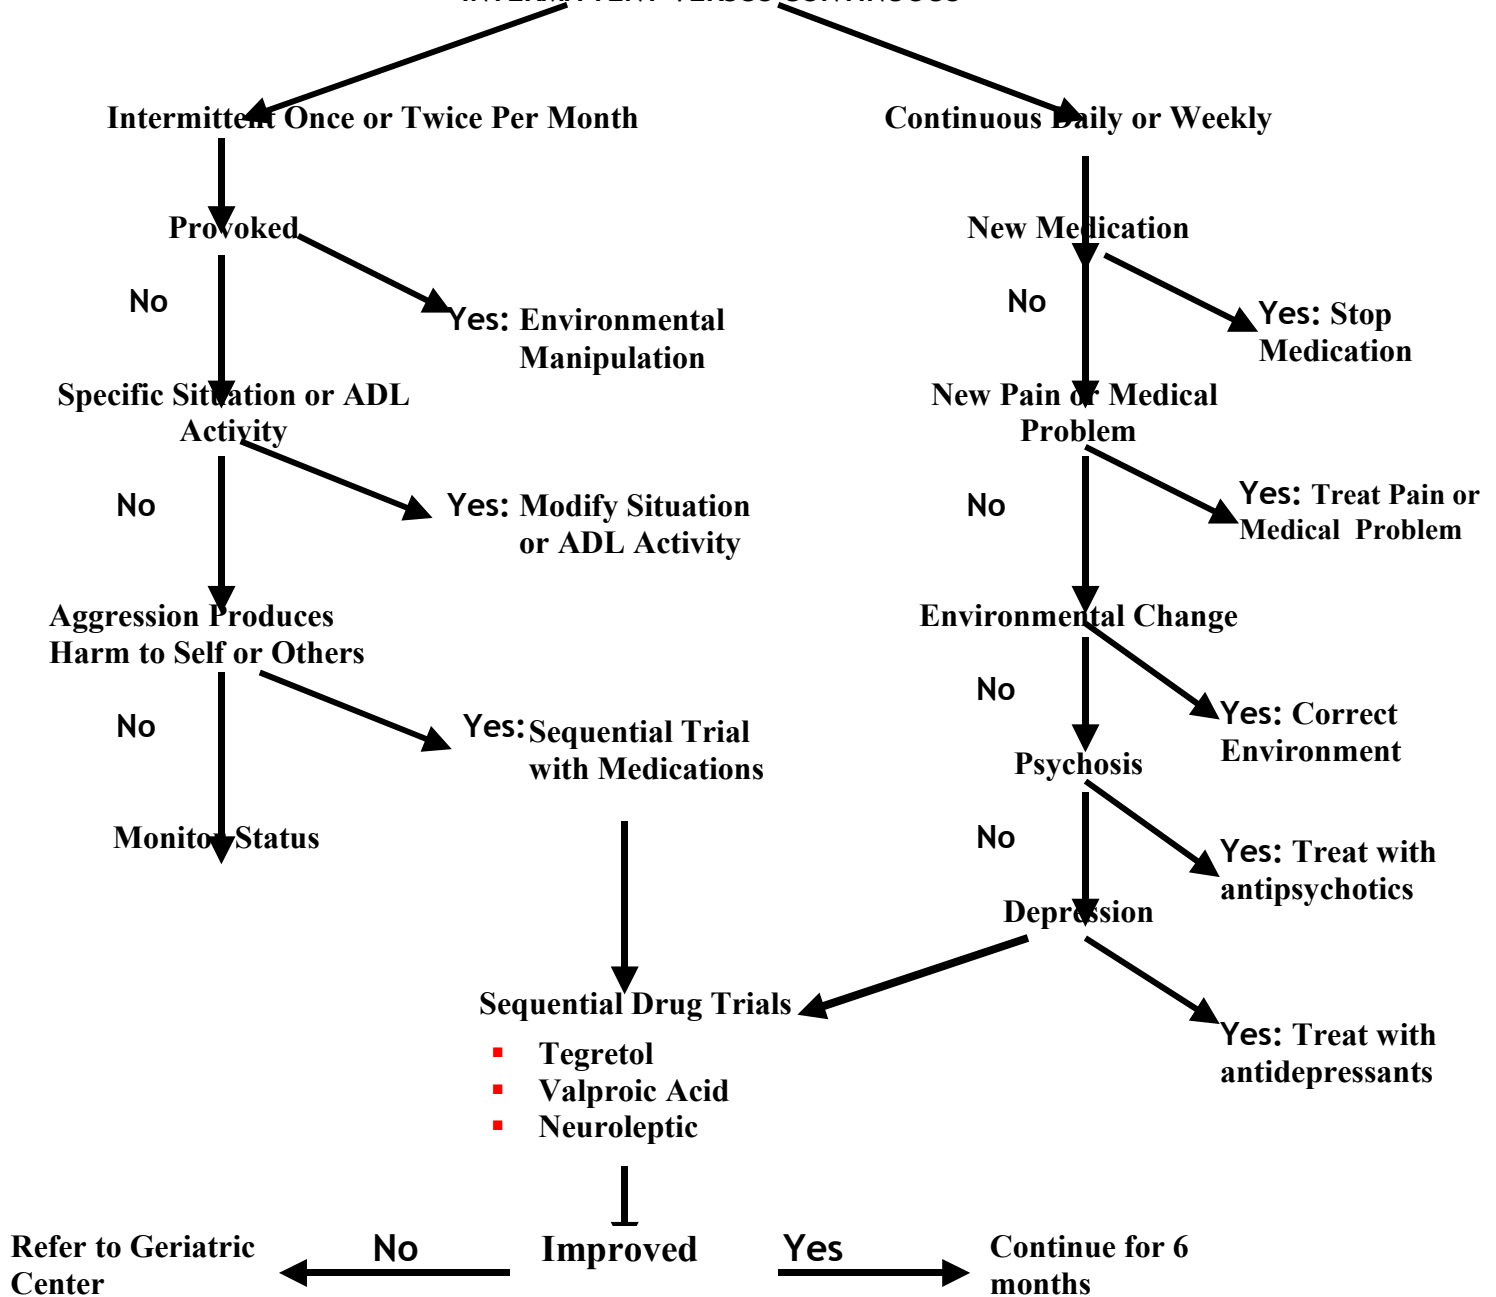 INTERMITTENT VERSUS CONTINUOUS
Intermittent Once or Twice Per Month
Continuous Daily or Weekly
Provoked
New Medication
No
No
Yes: Environmental
Manipulation
Yes: Stop
Medication
Specific Situation or ADL
Activity
New Pain or Medical
Problem
No
Yes: Modify Situation
or ADL Activity
No
Yes: Treat Pain or
Medical Problem
Aggression Produces
Harm to Self or Others
Environmental Change
No
Yes: Sequential Trial
with Medications
No
Yes: Correct
Environment
Psychosis
Monitor Status
No
Yes: Treat with
antipsychotics
Depression
Sequential Drug Trials
Yes: Treat with
antidepressants
▪ Tegretol
▪ Valproic Acid
▪ Neuroleptic
Refer to Geriatric
Center
No
Improved
Yes
Continue for 6
months